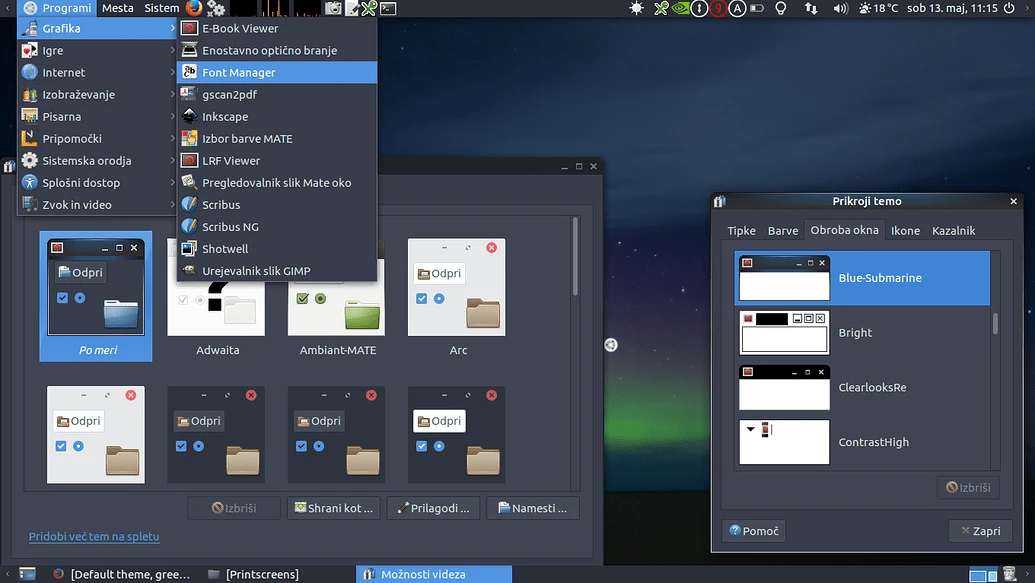 Programi Mesta Sistem
18 °C sob 13. maj, 11:15
Grafika
Igre
Internet
Izobraževanje
Pisarna
Pripomočki
Sistemska orodja
Splošni dostop
Zvok in video
E-Book Viewer
Enostavno optično branje
Font Manager
gscan2pdf
Inkscape
Izbor barve MATE
LRF Viewer
Pregledovalnik slik Mate oko
Scribus
Scribus NG
Shotwell
Urejevalnik slik GIMP
Odpri
Odpri
Po meri
Adwaita
Ambiant-MATE
Arc
Odpri
Odpri
Odpri
Odpri
Izbriši
Shrani kot ...
Prilagodi ...
Namesti ...
Pridobi več tem na spletu
Prikroji temo
Tipke Barve Obroba okna Ikone Kazalnik
Blue-Submarine
Bright
ClearlooksRe
ContrastHigh
Izbriši
Pomoč
Zapri
[Default theme, gree...
[Printscreens]
Možnosti videza